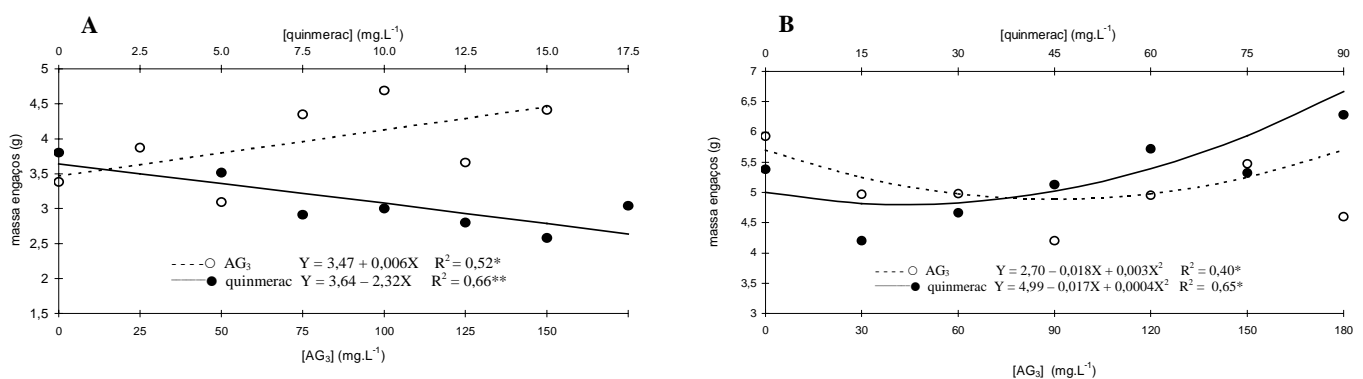 A
[quinmerac] (mg.L-1)
0 2.5 5.0 7.5 10.0 12.5 15.0 17.5
5
4,5
4
3,5
3
2,5
2
1,5
massa engaços (g)
AG3 Y = 3,47 + 0,006X R2 = 0,52*
quinmerac Y = 3,64 – 2,32X R2 = 0,66**
0 25 50 75 100 125 150
[AG3] (mg.L-1)
B
[quinmerac] (mg.L-1)
0 15 30 45 60 75 90
7
6,5
6
5,5
5
4,5
4
3,5
3
massa engaços (g)
AG3 Y = 2,70 – 0,018X + 0,003X2 R2 = 0,40*
quinmerac Y = 4,99 – 0,017X + 0,0004X2 R2 = 0,65*
0 30 60 90 120 150 180
[AG3] (mg.L-1)